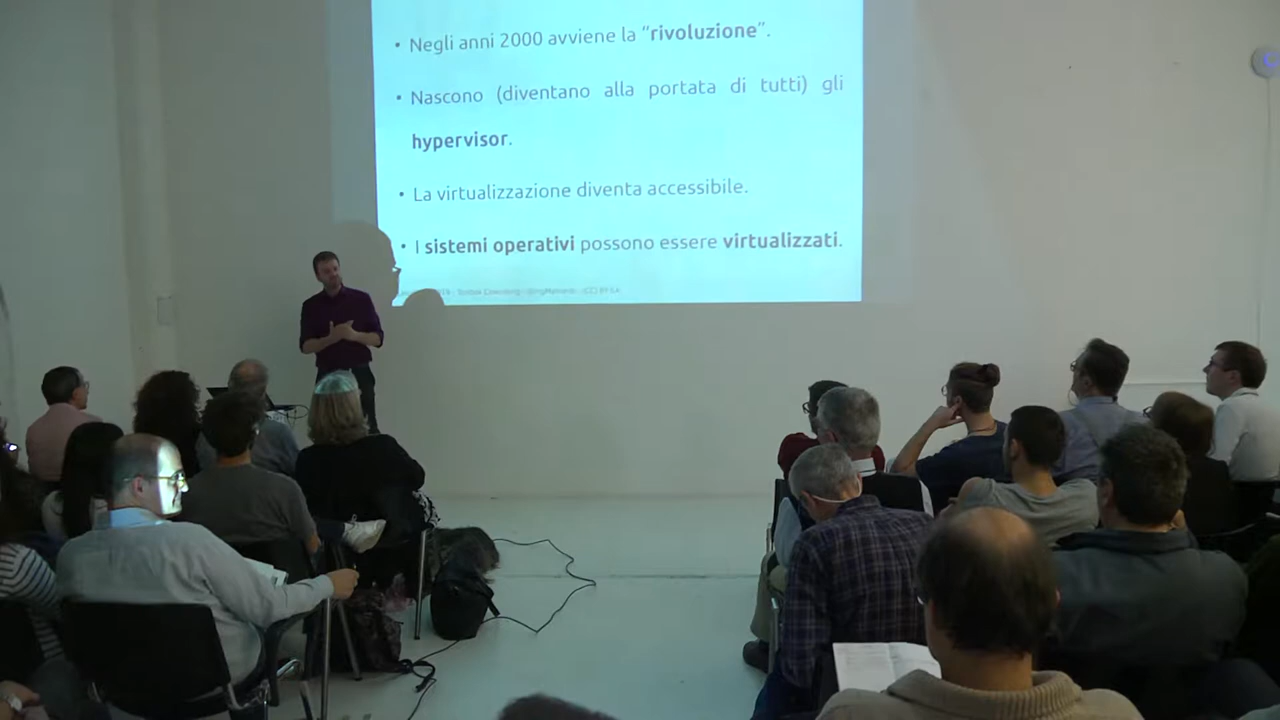 • Negli anni 2000 avviene la “rivoluzione”.
• Nascono (diventano alla portata di tutti) gli
hypervisor.
• La virtualizzazione diventa accessibile.
• I sistemi operativi possono essere virtualizzati.